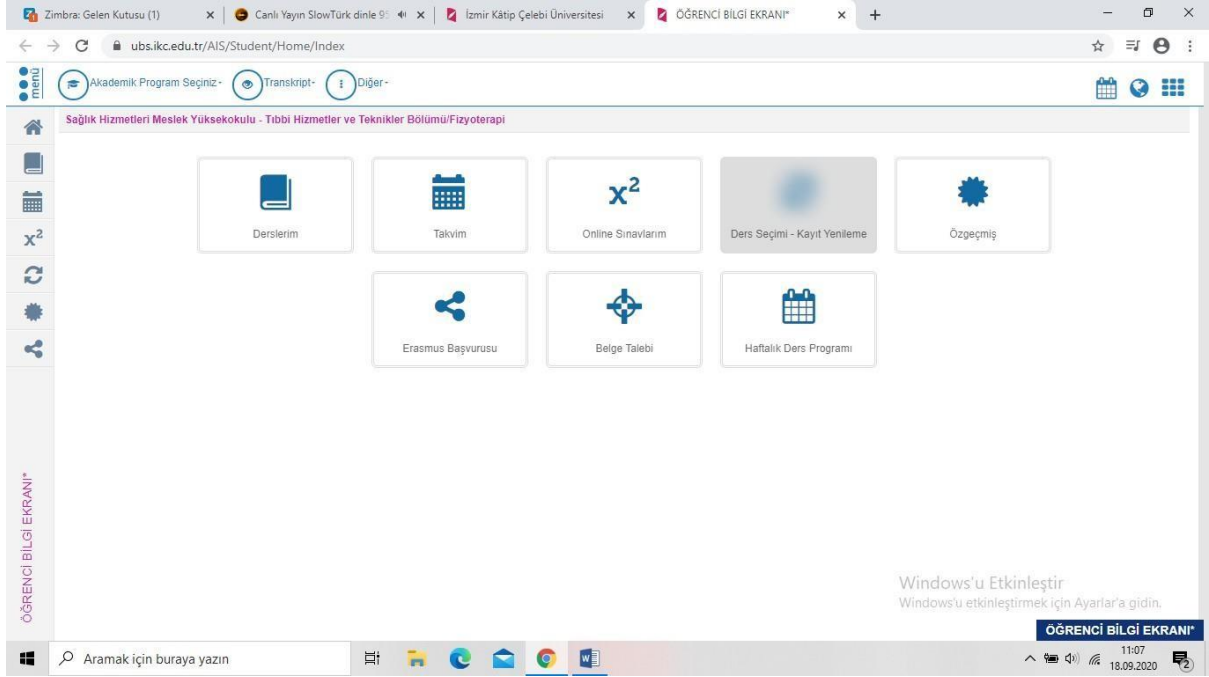 Zimbra: Gelen Kutusu (1)
Canlı Yayın SlowTürk dinle 95
İzmir Kâtip Çelebi Üniversitesi
ÖĞRENCİ BİLGİ EKRANI*
ubs.ikc.edu.tr/AIS/Student/Home/Index
menü
Akademik Program Seçiniz
Transkript
Diğer
Sağlık Hizmetleri Meslek Yüksekokulu - Tıbbi Hizmetler ve Teknikler Bölümü/Fizyoterapi
x²
x²
Derslerim
Takvim
Online Sınavlarım
Ders Seçimi - Kayıt Yenileme
Özgeçmiş
Erasmus Başvurusu
Belge Talebi
Haftalık Ders Programı
ÖĞRENCİ BİLGİ EKRANI*
Windows'u Etkinleştir
Windows'u etkinleştirmek için Ayarlar'a gidin.
ÖĞRENCİ BİLGİ EKRANI*
Aramak için buraya yazın
11:07
18.09.2020
2